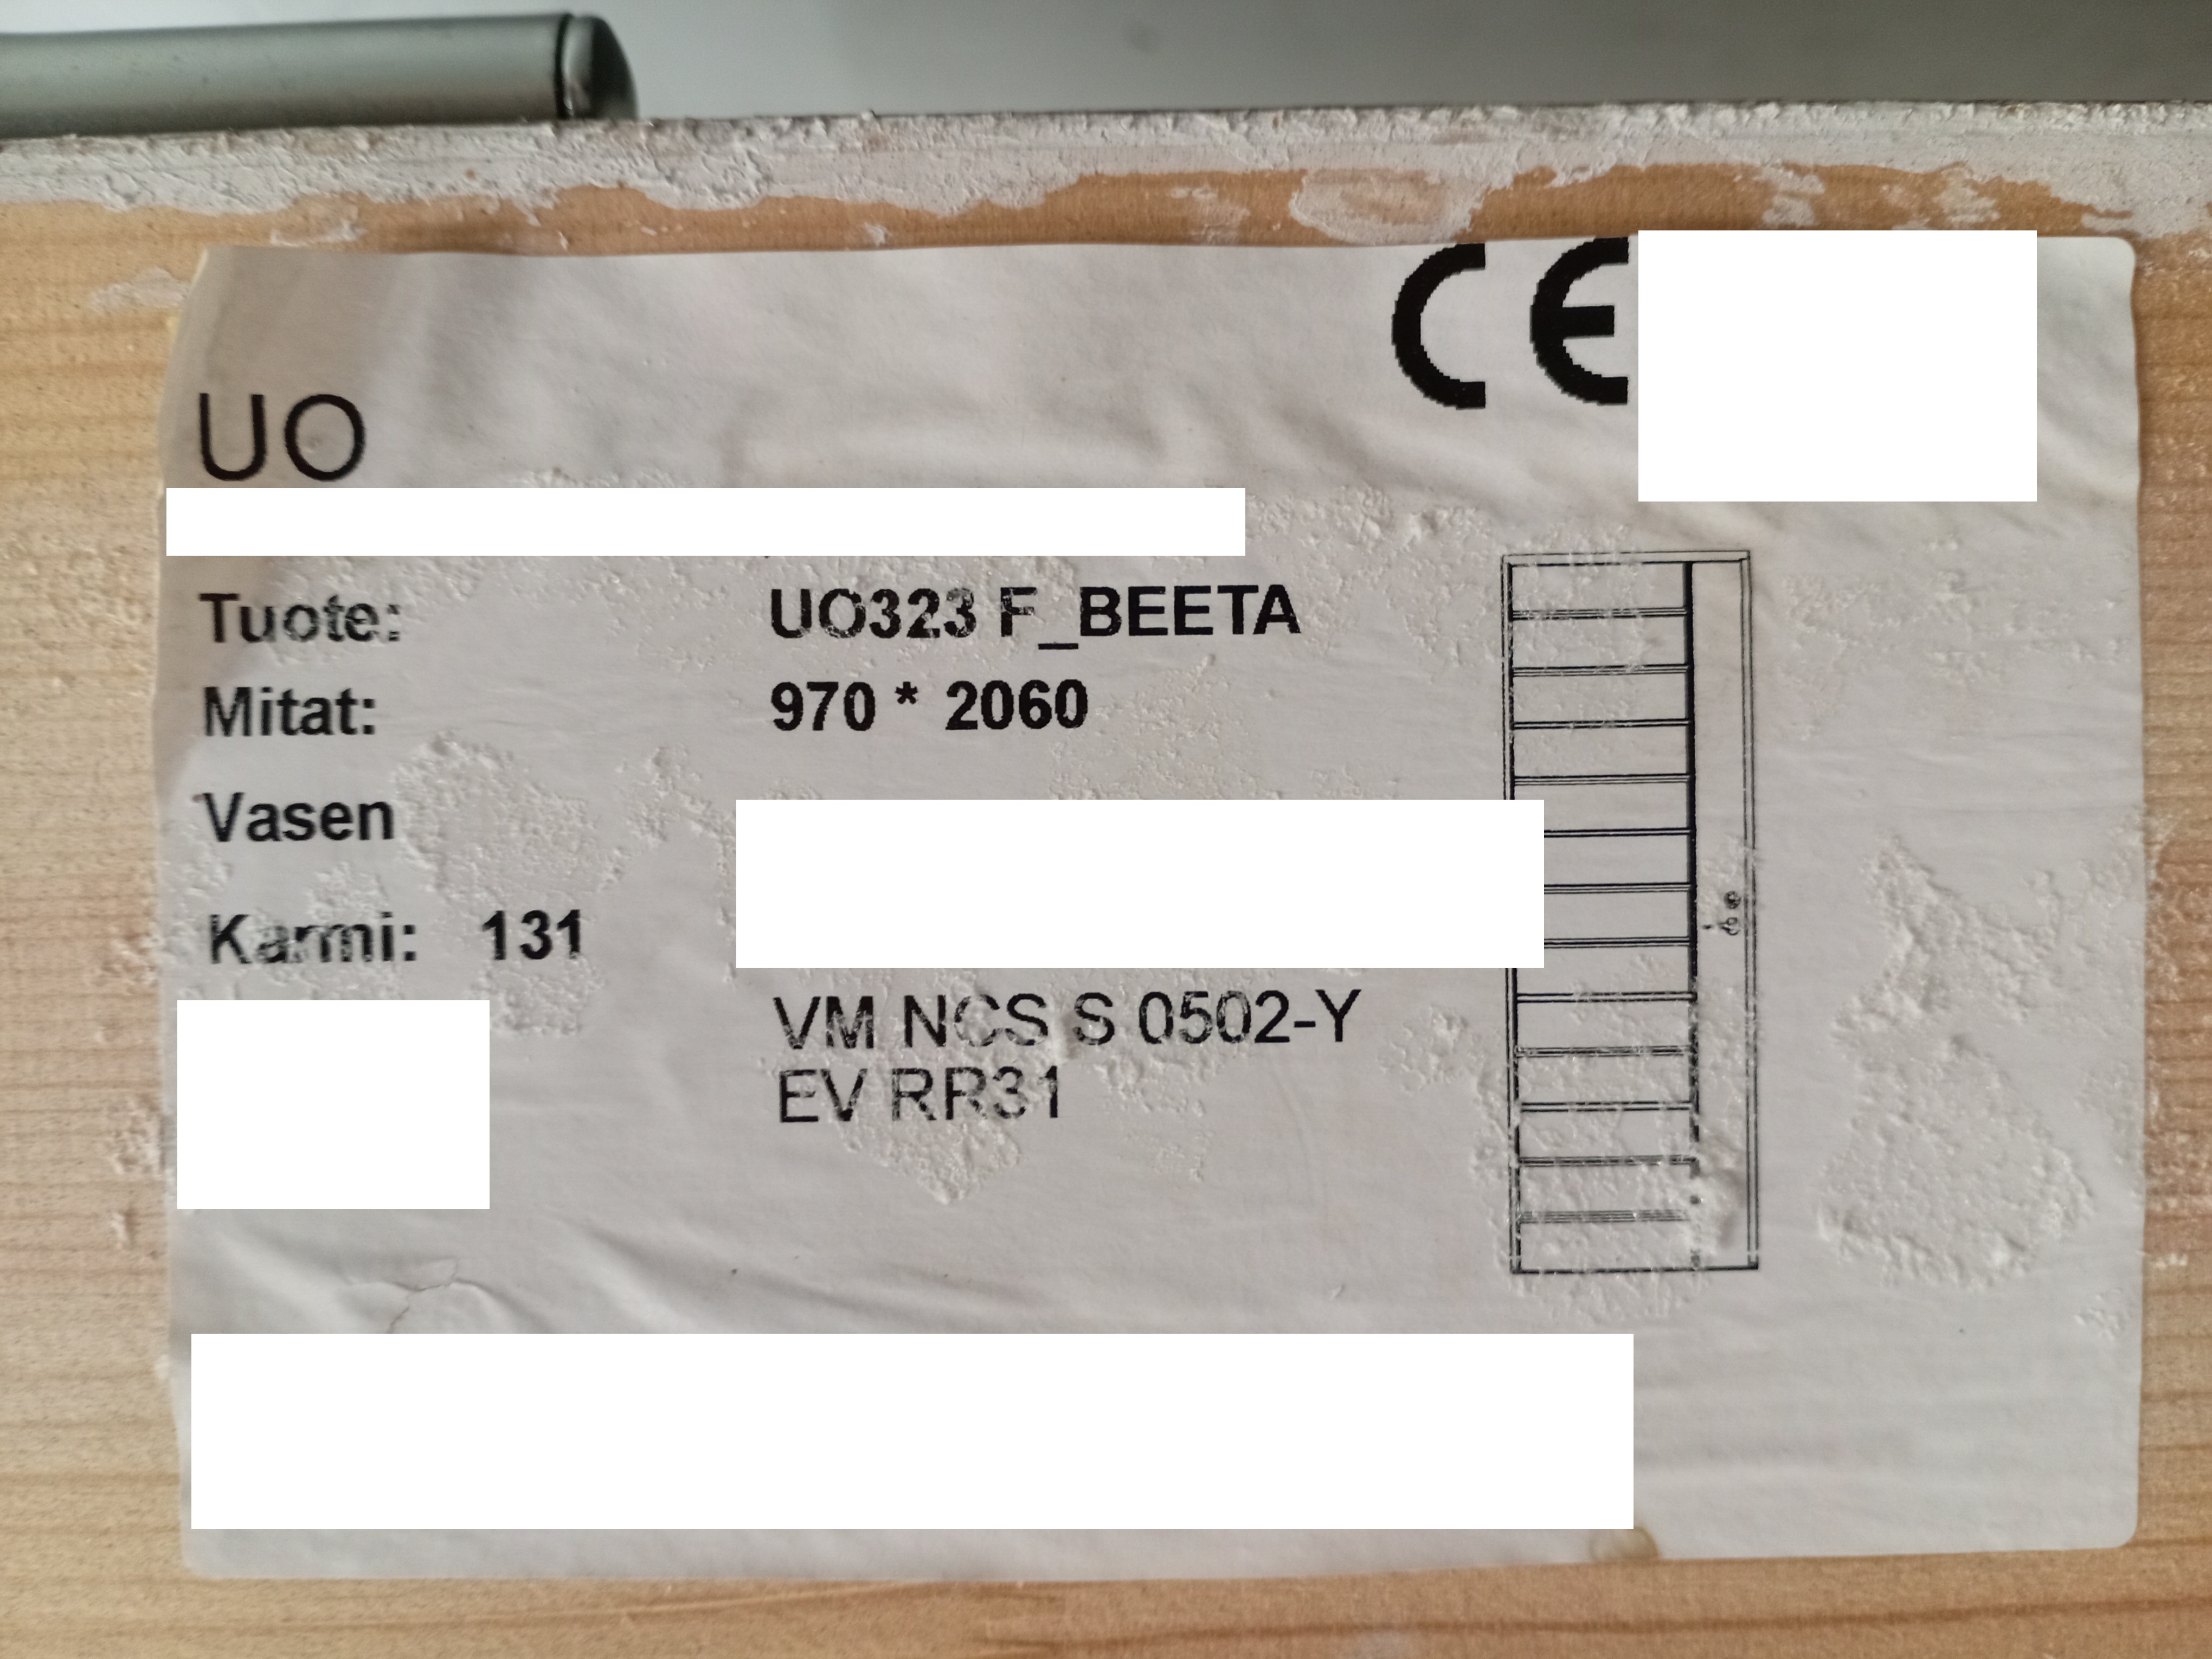 CE
UO
Tuote: UO323 F_BEETA
Mitat: 970 * 2060
Vasen
Karmi: 131
VM NCS S 0502-Y
EV RR31